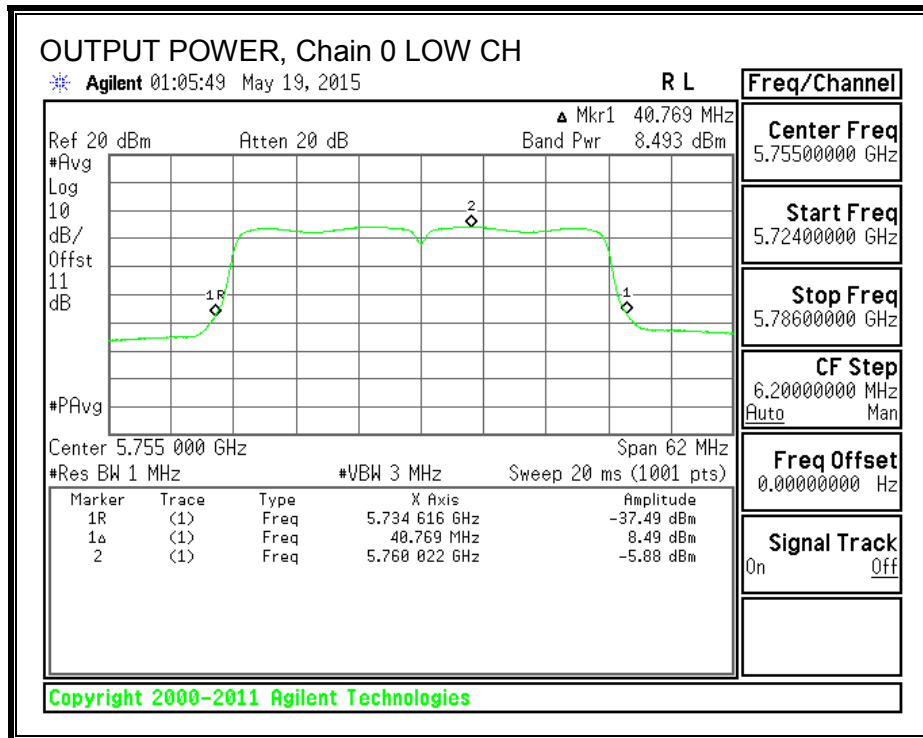 OUTPUT POWER, Chain 0 LOW CH
Agilent 01:05:49 May 19, 2015 R L
Δ Mkr1 40.769 MHz
Ref 20 dBm Atten 20 dB Band Pwr 8.493 dBm
#Avg
Log
10
dB/
Offst
11
dB
2
1R
1
#PAvg
Center 5.755 000 GHz Span 62 MHz
#Res BW 1 MHz #VBW 3 MHz Sweep 20 ms (1001 pts)
Marker Trace Type X Axis Amplitude
1R (1) Freq 5.734 616 GHz -37.49 dBm
1Δ (1) Freq 40.769 MHz 8.49 dBm
2 (1) Freq 5.760 022 GHz -5.88 dBm
Copyright 2000-2011 Agilent Technologies
Freq/Channel
Center Freq
5.75500000 GHz
Start Freq
5.72400000 GHz
Stop Freq
5.78600000 GHz
CF Step
6.20000000 MHz
Auto Man
Freq Offset
0.00000000 Hz
Signal Track
On Off